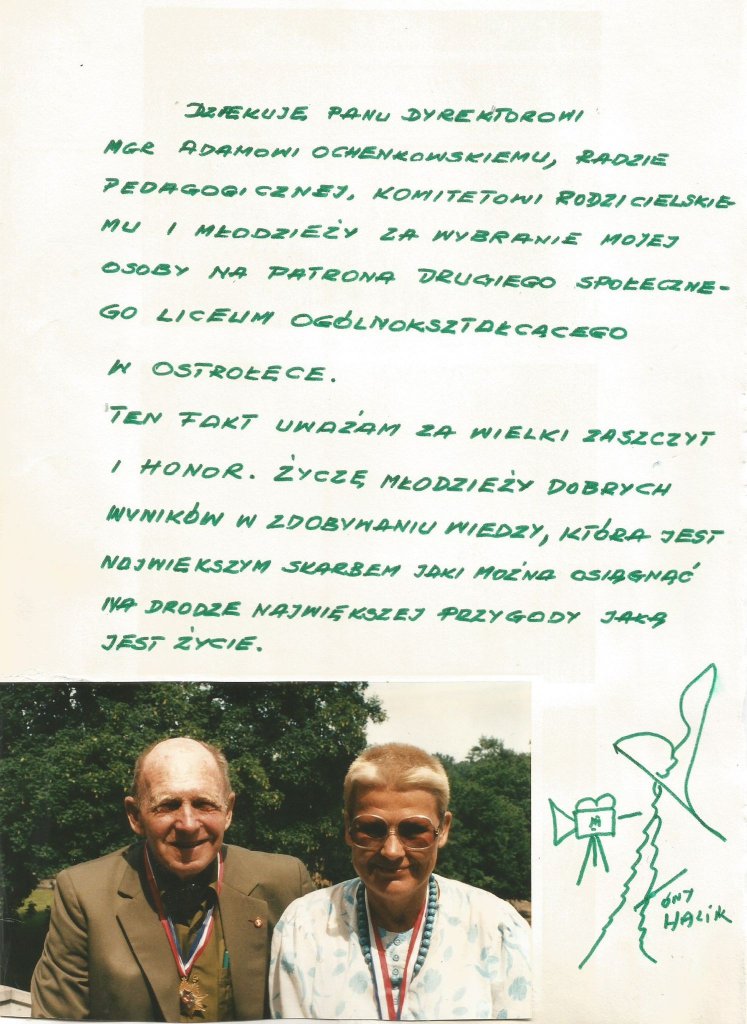 DZIĘKUJĘ PANU DYREKTOROWI
MGR ADAMOWI OCHENKOWSKIEMU, RADZIE
PEDAGOGICZNEJ, KOMITETOWI RODZICIELSKIE
MU I MŁODZIEŻY ZA WYBRANIE MOJEJ
OSOBY NA PATRONA DRUGIEGO SPOŁECZNE-
GO LICEUM OGÓLNOKSZTAŁCĄCEGO
W OSTROŁĘCE.
TEN FAKT UWAŻAM ZA WIELKI ZASZCZYT
I HONOR. ŻYCZĘ MŁODZIEŻY DOBRYCH
WYNIKÓW W ZDOBYWANIU WIEDZY, KTÓRA JEST
NAJWIĘKSZYM SKARBEM JAKI MOŻNA OSIĄGNĄĆ
NA DRODZE NAJWIĘKSZEJ PRZYGODY JAKĄ
JEST ŻYCIE.
ÓNY
HALIK